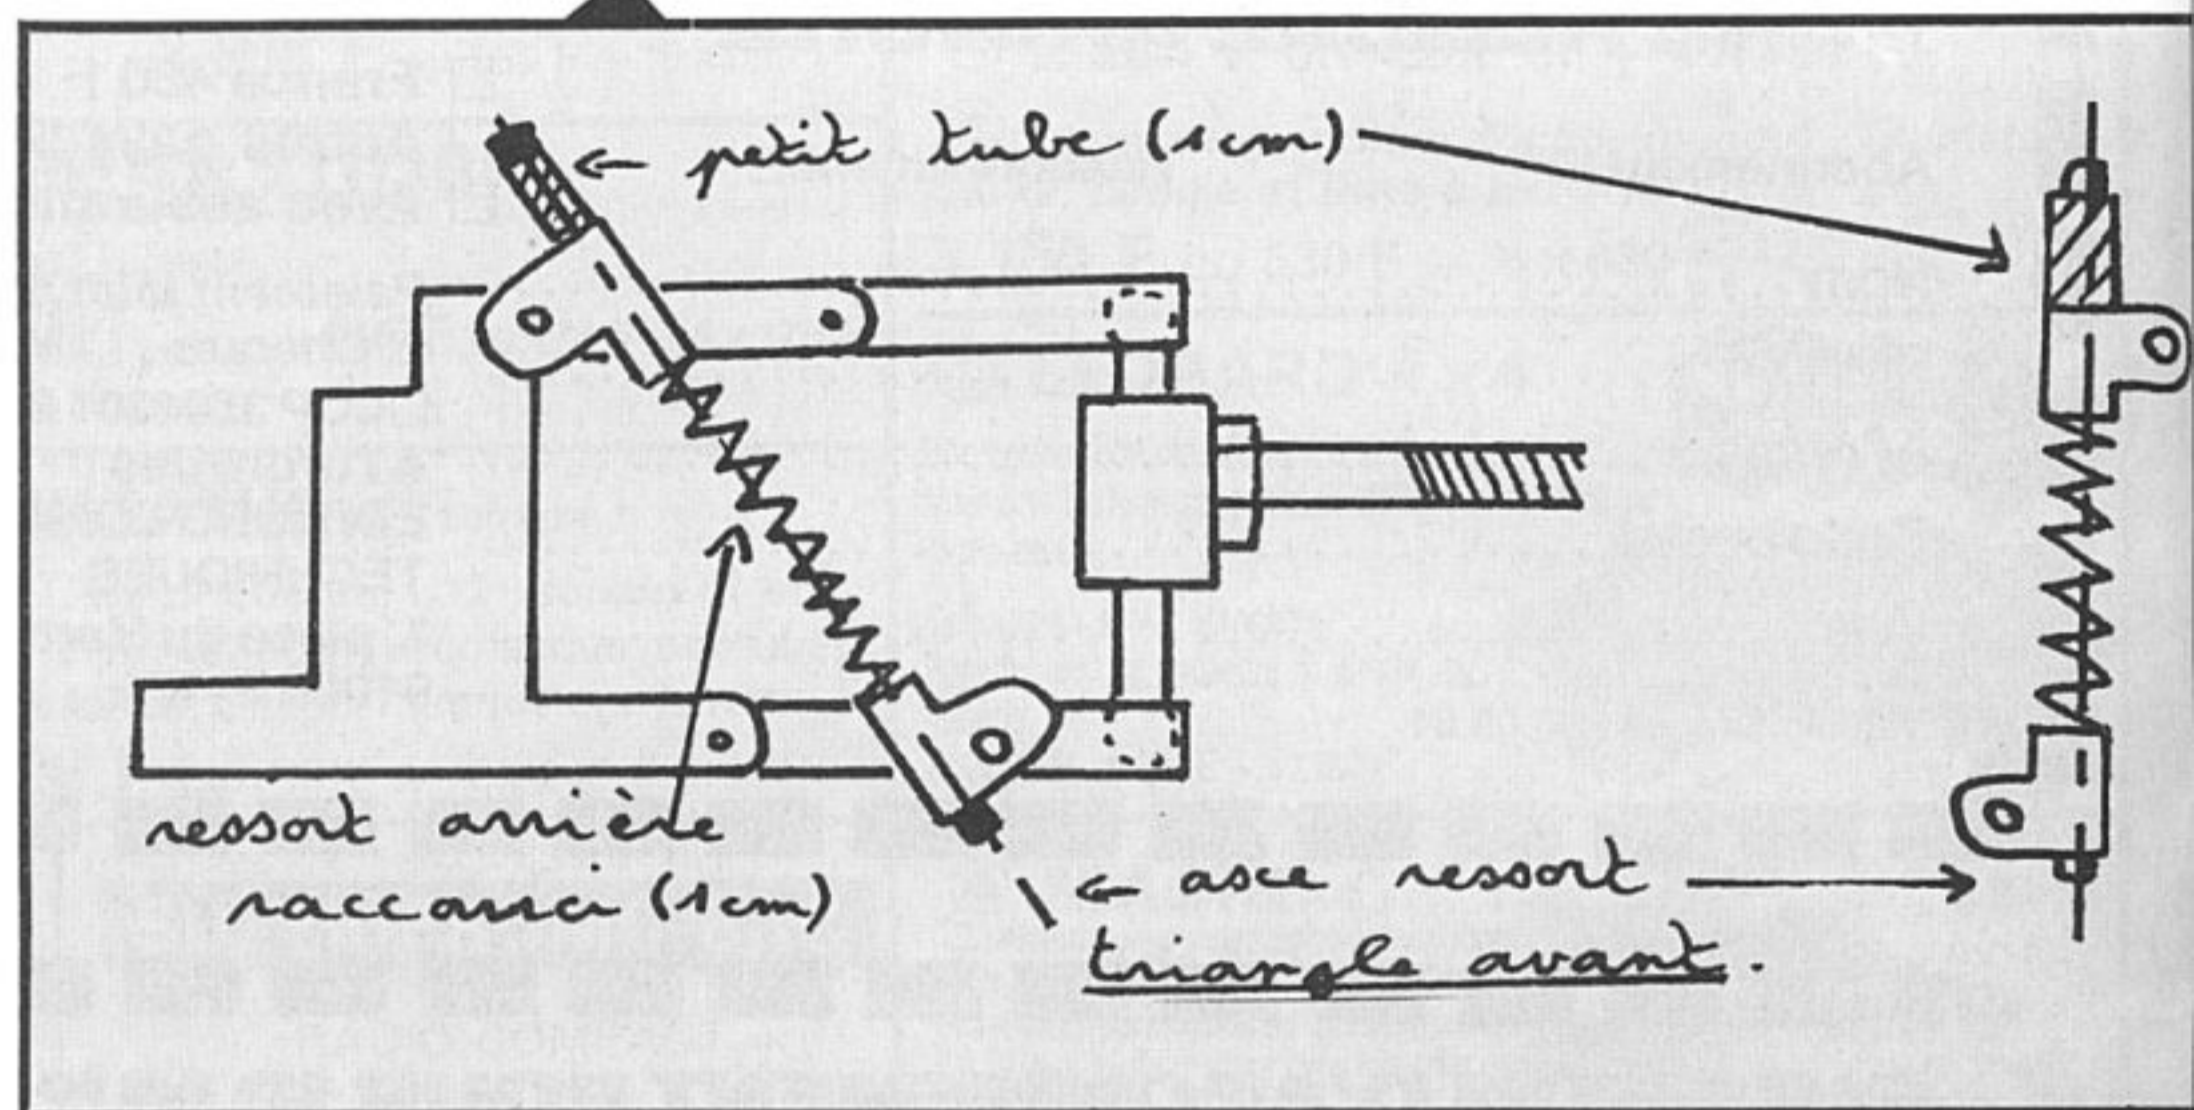 petit tube (1cm)
ressort arrière
raccourci (1cm)
axe ressort
triangle avant.